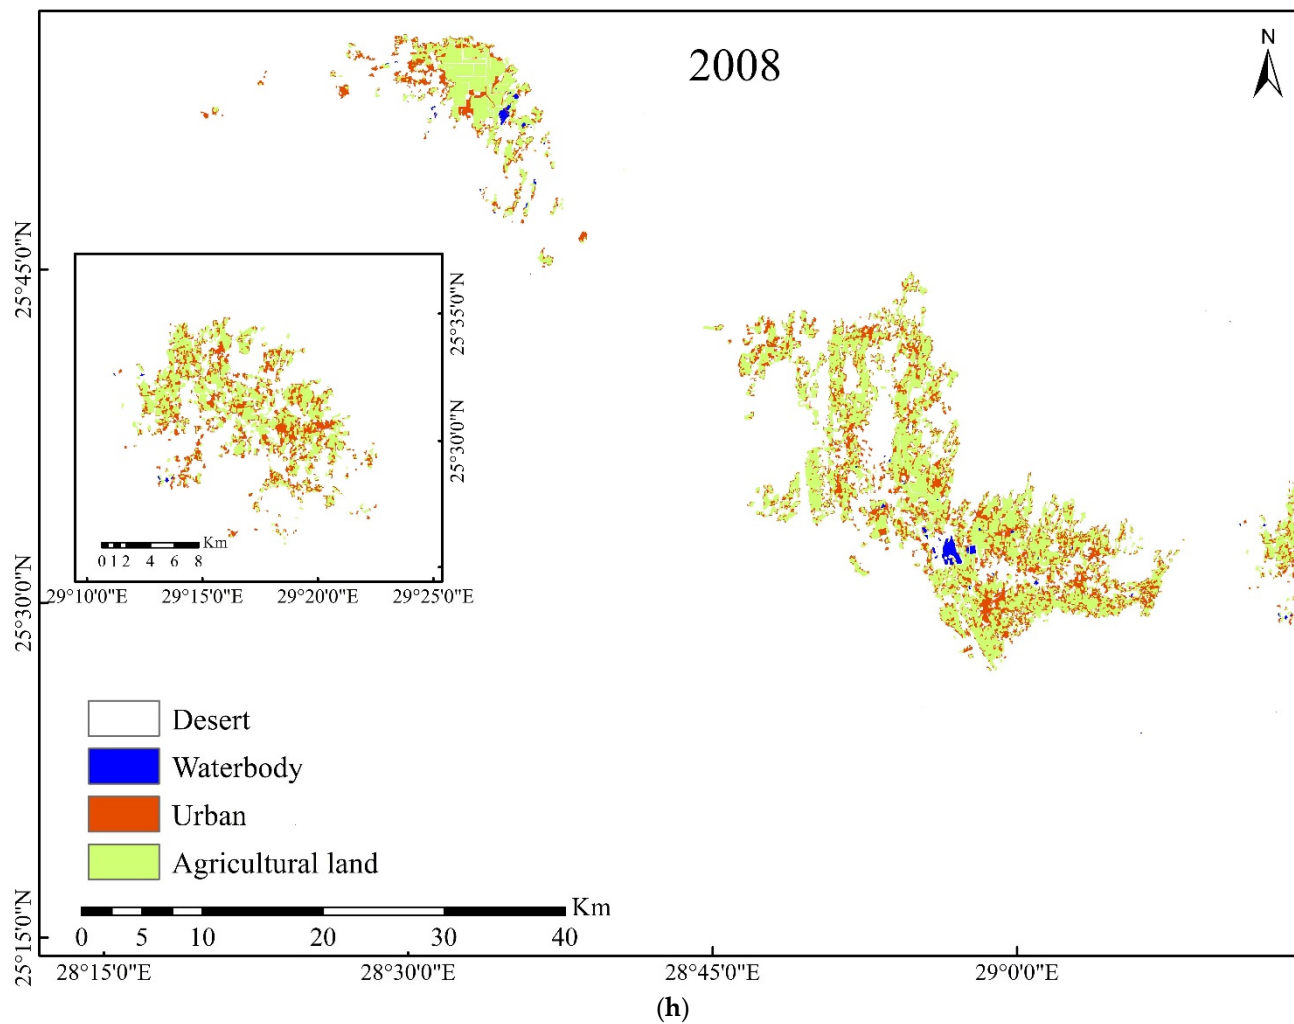 2008
N
25°45'0"N
25°30'0"N
25°15'0"N
25°35'0"N
25°30'0"N
Km
0 1 2 4 6 8
29°10'0"E 29°15'0"E 29°20'0"E 29°25'0"E
Desert
Waterbody
Urban
Agricultural land
Km
0 5 10 20 30 40
28°15'0"E 28°30'0"E 28°45'0"E 29°0'0"E
(h)